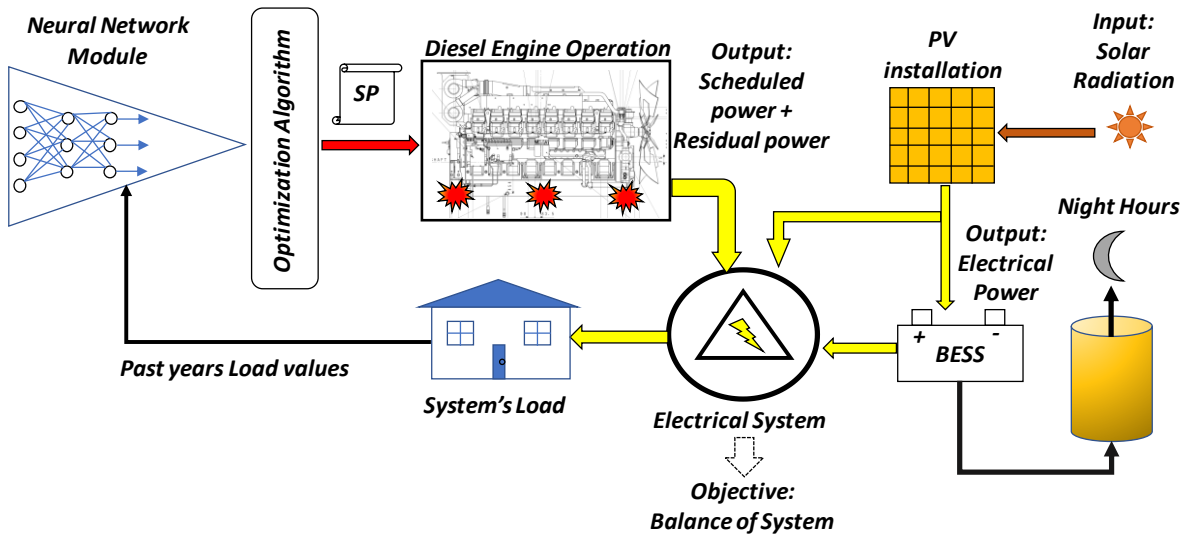 Neural Network
Module
Optimization Algorithm
SP
Diesel Engine Operation
Output:
Scheduled
power +
Residual power
PV
installation
Input:
Solar
Radiation
Night Hours
Output:
Electrical
Power
+ -
BESS
Past years Load values
System's Load
Electrical System
Objective:
Balance of System